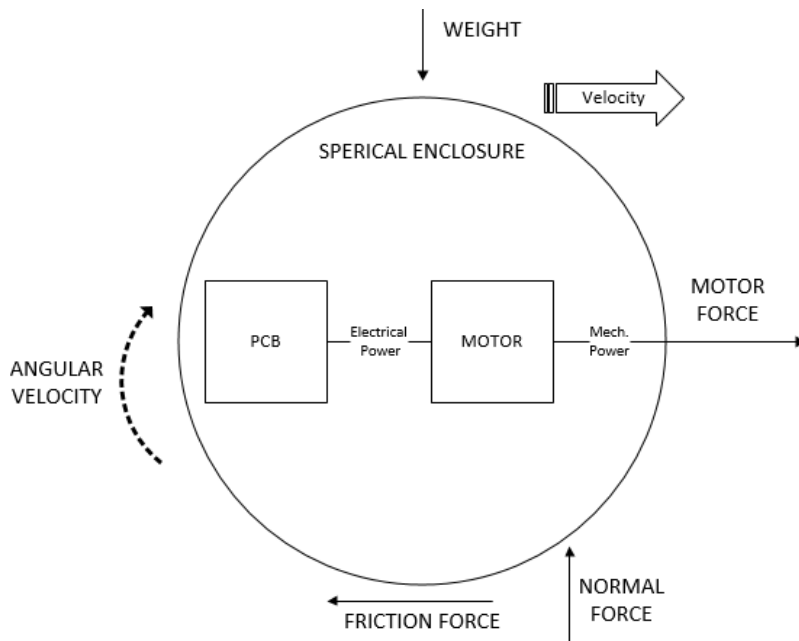 WEIGHT
Velocity
SPERICAL ENCLOSURE
MOTOR
FORCE
PCB
Electrical
Power
MOTOR
Mech.
Power
ANGULAR
VELOCITY
FRICTION FORCE
NORMAL
FORCE